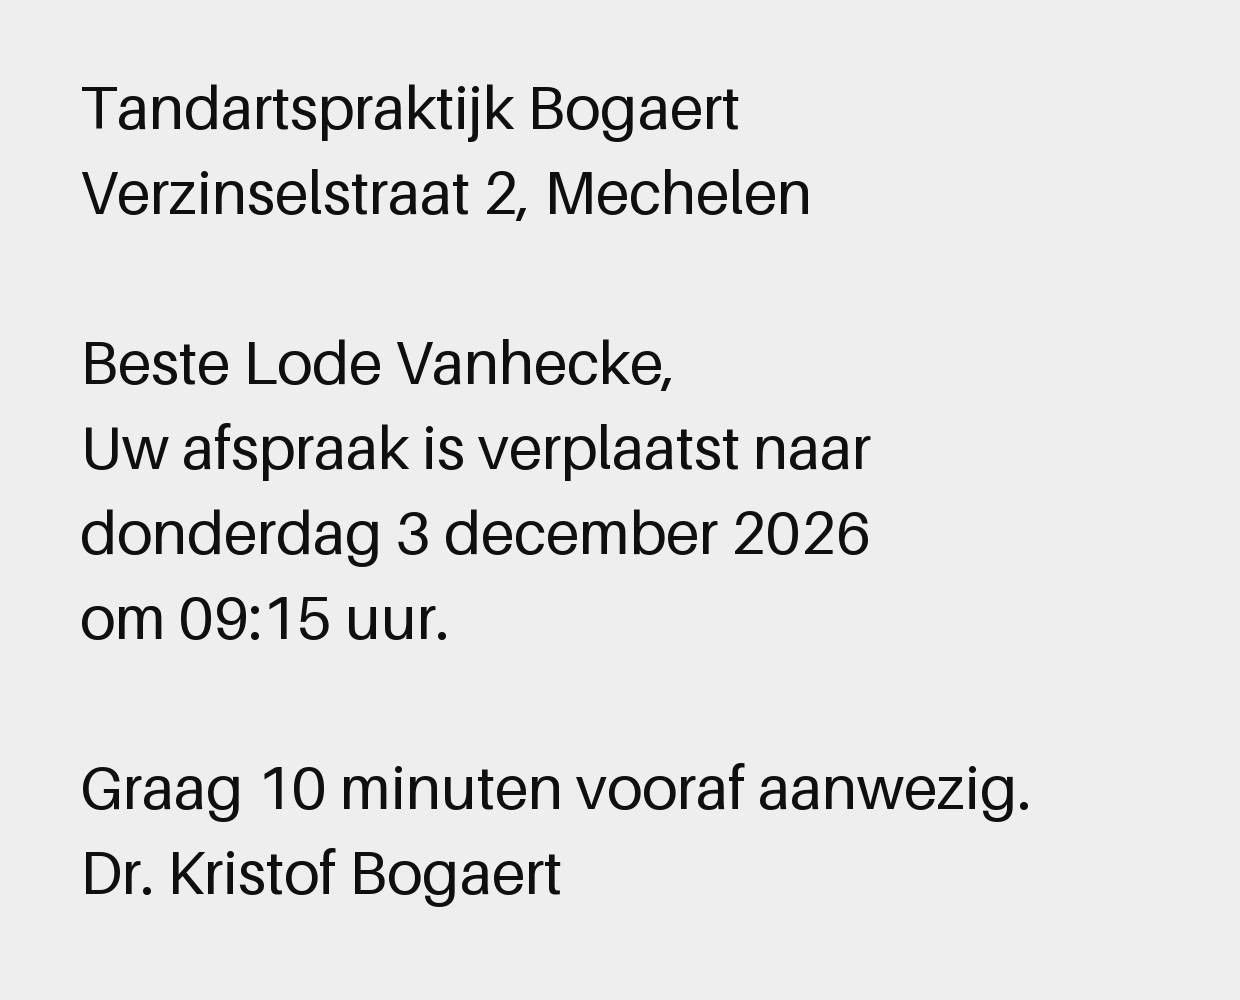 Tandartspraktijk Bogaert
Verzinselstraat 2, Mechelen
Beste Lode Vanhecke,
Uw afspraak is verplaatst naar
donderdag 3 december 2026
om 09:15 uur.
Graag 10 minuten vooraf aanwezig.
Dr. Kristof Bogaert